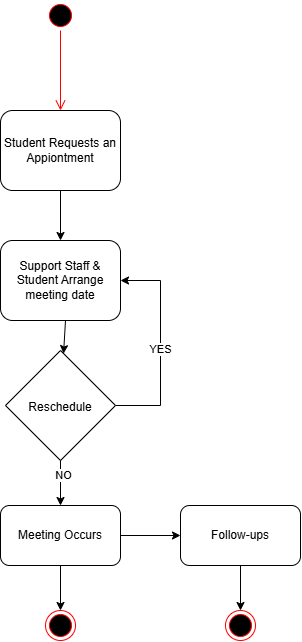 Student Requests an
Appiontment
Support Staff &
Student Arrange
meeting date
YES
Reschedule
NO
Meeting Occurs
Follow-ups